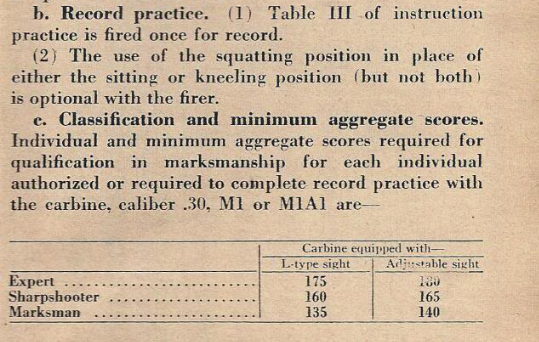 b. Record practice. (1) Table III of instruction
practice is fired once for record.
(2) The use of the squatting position in place of
either the sitting or kneeling position (but not both)
is optional with the firer.
c. Classification and minimum aggregate scores.
Individual and minimum aggregate scores required for
qualification in marksmanship for each individual
authorized or required to complete record practice with
the carbine, caliber .30, M1 or M1A1 are—
Carbine equipped with—
L-type sight Adjustable sight
Expert ........................ 175 180
Sharpshooter .................. 160 165
Marksman ..................... 135 140